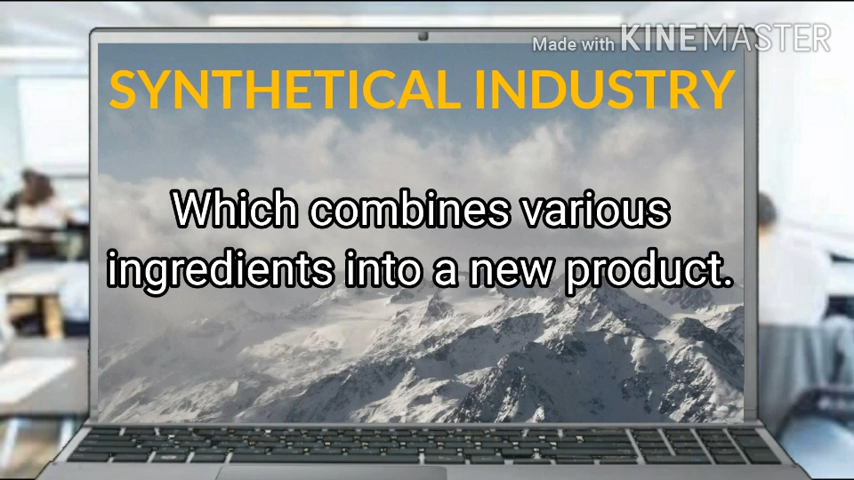 Made with KINEMASTER
SYNTHETICAL INDUSTRY
Which combines various
ingredients into a new product.